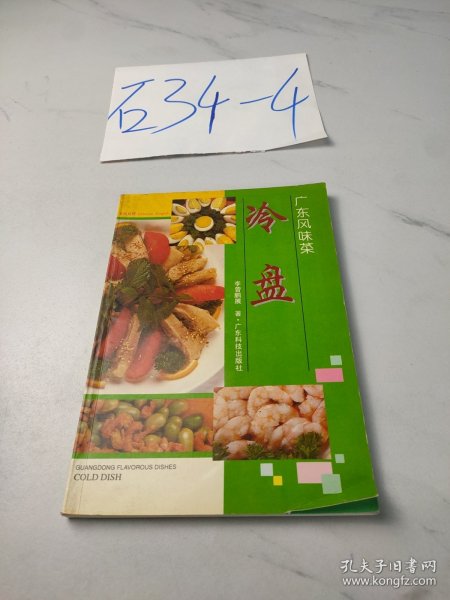 石34-4
广东风味菜
冷盘
李曾鹏展 著·广东科技出版社
GUANGDONG FLAVOROUS DISHES
COLD DISH
孔夫子旧书网
www.kongfz.com